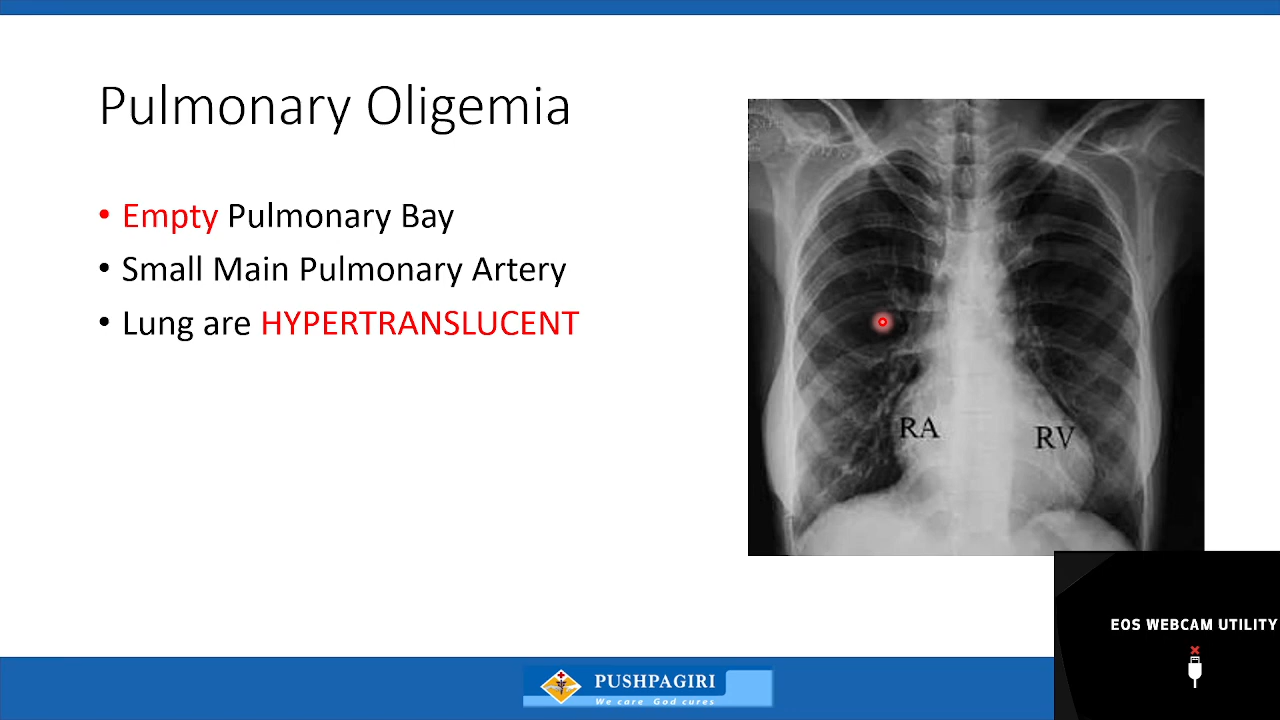 Pulmonary Oligemia
• Empty Pulmonary Bay
• Small Main Pulmonary Artery
• Lung are HYPERTRANSLUCENT
RA
RV
EOS WEBCAM UTILITY
PUSHPAGIRI
We care God cures